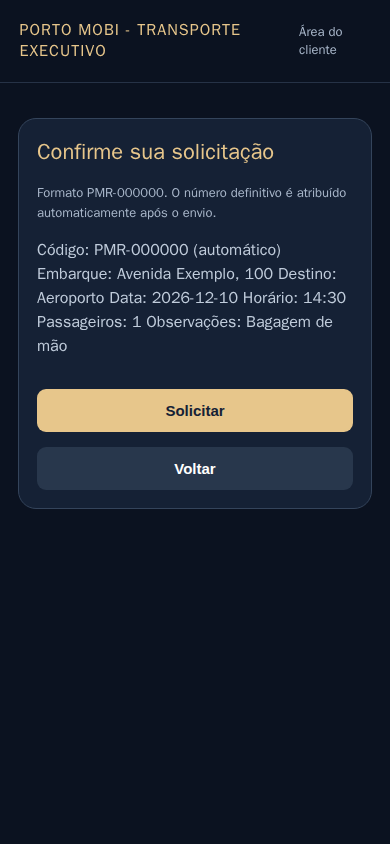 PORTO MOBI - TRANSPORTE
EXECUTIVO
Área do
cliente
Confirme sua solicitação
Formato PMR-000000. O número definitivo é atribuído
automaticamente após o envio.
Código: PMR-000000 (automático)
Embarque: Avenida Exemplo, 100 Destino:
Aeroporto Data: 2026-12-10 Horário: 14:30
Passageiros: 1 Observações: Bagagem de
mão
Solicitar
Voltar